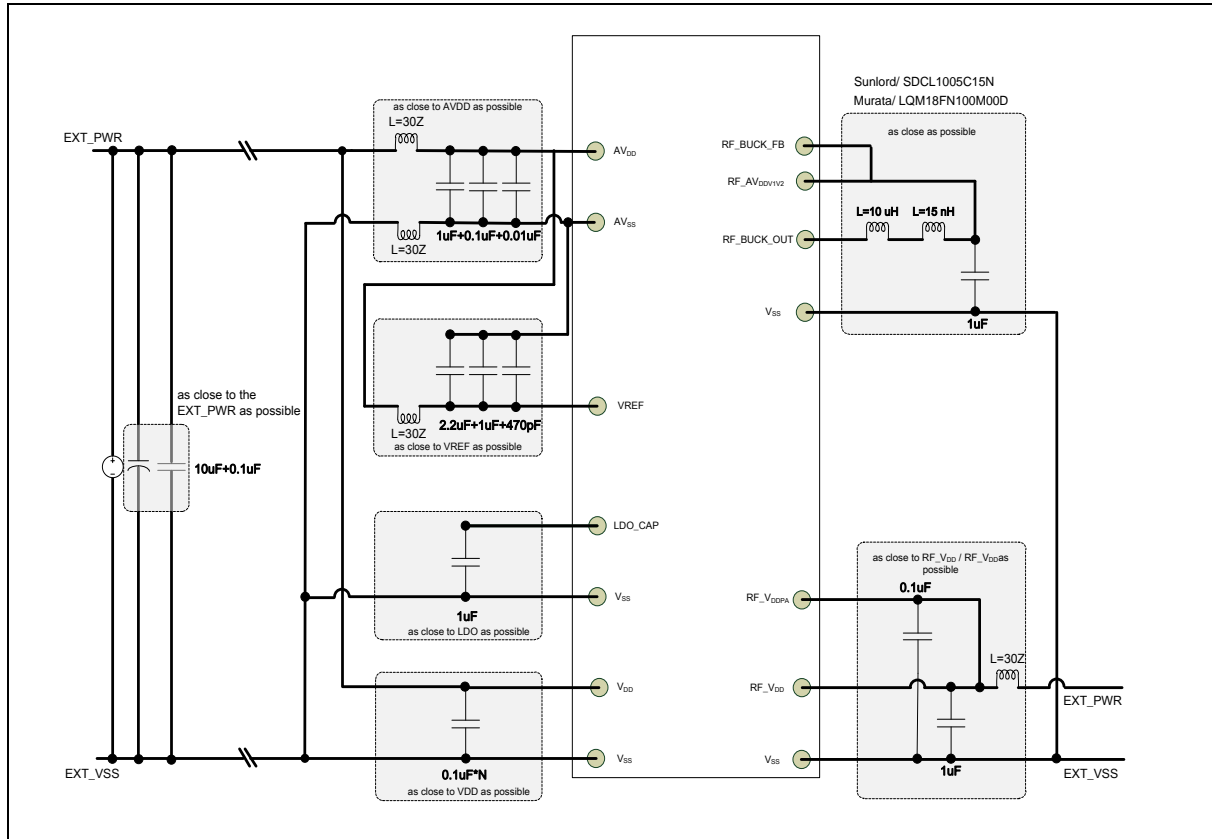 Sunlord/ SDCL1005C15N
Murata/ LQM18FN100M00D
as close to AVDD as possible
L=30Z
EXT_PWR
AVDD
AVSS
1uF+0.1uF+0.01uF
L=30Z
as close as possible
RF_BUCK_FB
RF_AVDDV1V2
L=10 uH
L=15 nH
RF_BUCK_OUT
VSS
1uF
as close to the
EXT_PWR as possible
10uF+0.1uF
+
−
VREF
L=30Z
2.2uF+1uF+470pF
as close to VREF as possible
LDO_CAP
VSS
1uF
as close to LDO as possible
VDD
VSS
0.1uF*N
as close to VDD as possible
EXT_VSS
as close to RF_VDD / RF_VDDas
possible
0.1uF
RF_VDDPA
L=30Z
RF_VDD
EXT_PWR
VSS
1uF
EXT_VSS